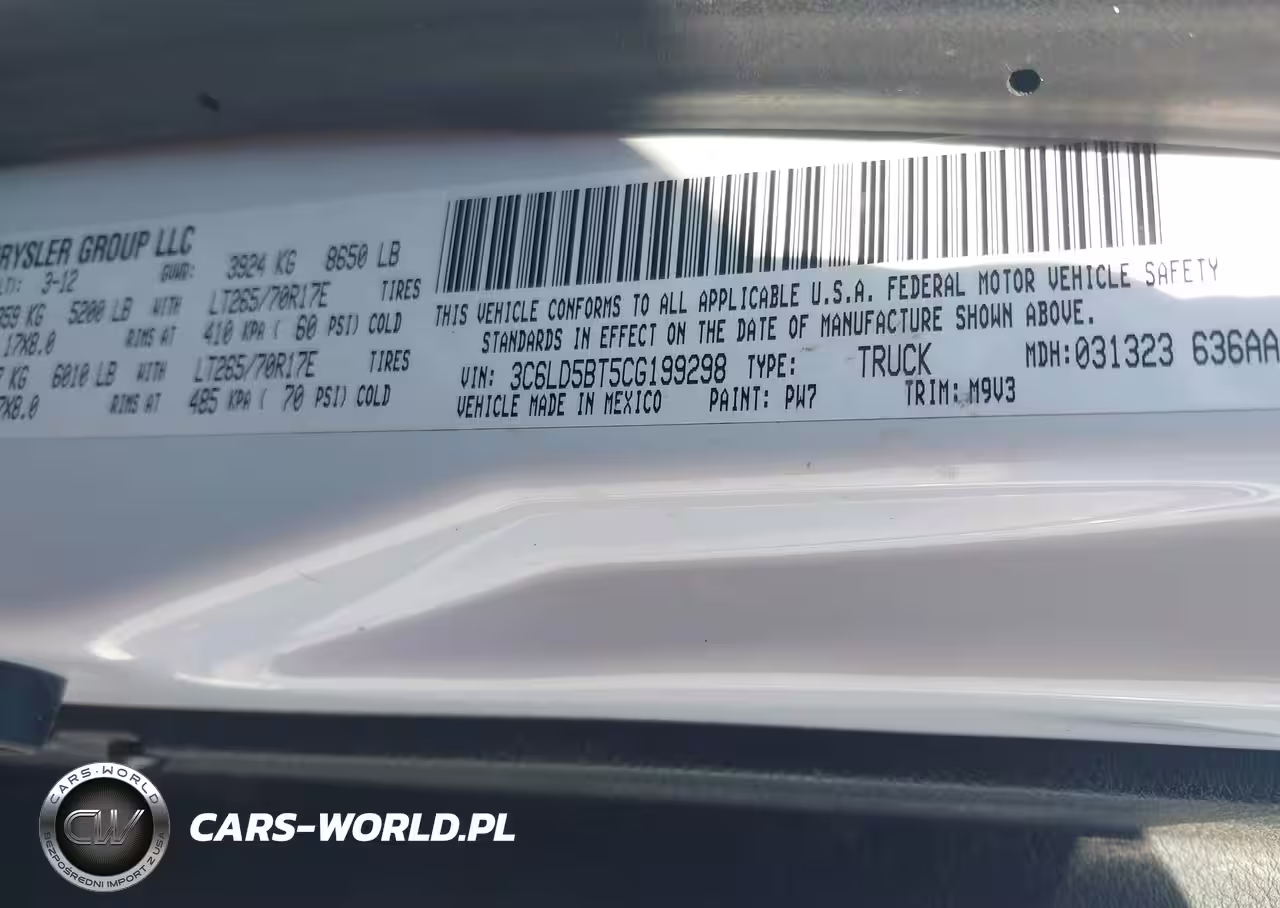 RYSLER GROUP LLC
LT): 3-12 GVWR: 3924 KG 8650 LB
359 KG 5200 LB WITH LT265/70R17E TIRES
17X8.0 RIMS AT 410 KPA ( 60 PSI) COLD
7 KG 6010 LB WITH LT265/70R17E TIRES
7X8.0 RIMS AT 485 KPA ( 70 PSI) COLD
THIS VEHICLE CONFORMS TO ALL APPLICABLE U.S.A. FEDERAL MOTOR VEHICLE SAFETY
STANDARDS IN EFFECT ON THE DATE OF MANUFACTURE SHOWN ABOVE.
VIN: 3C6LD5BT5CG199298 TYPE: TRUCK MDH:031323 636AA
VEHICLE MADE IN MEXICO PAINT: PW7 TRIM: M9V3
CARS-WORLD
CW
BEZPOŚREDNI IMPORT Z USA
CARS-WORLD.PL